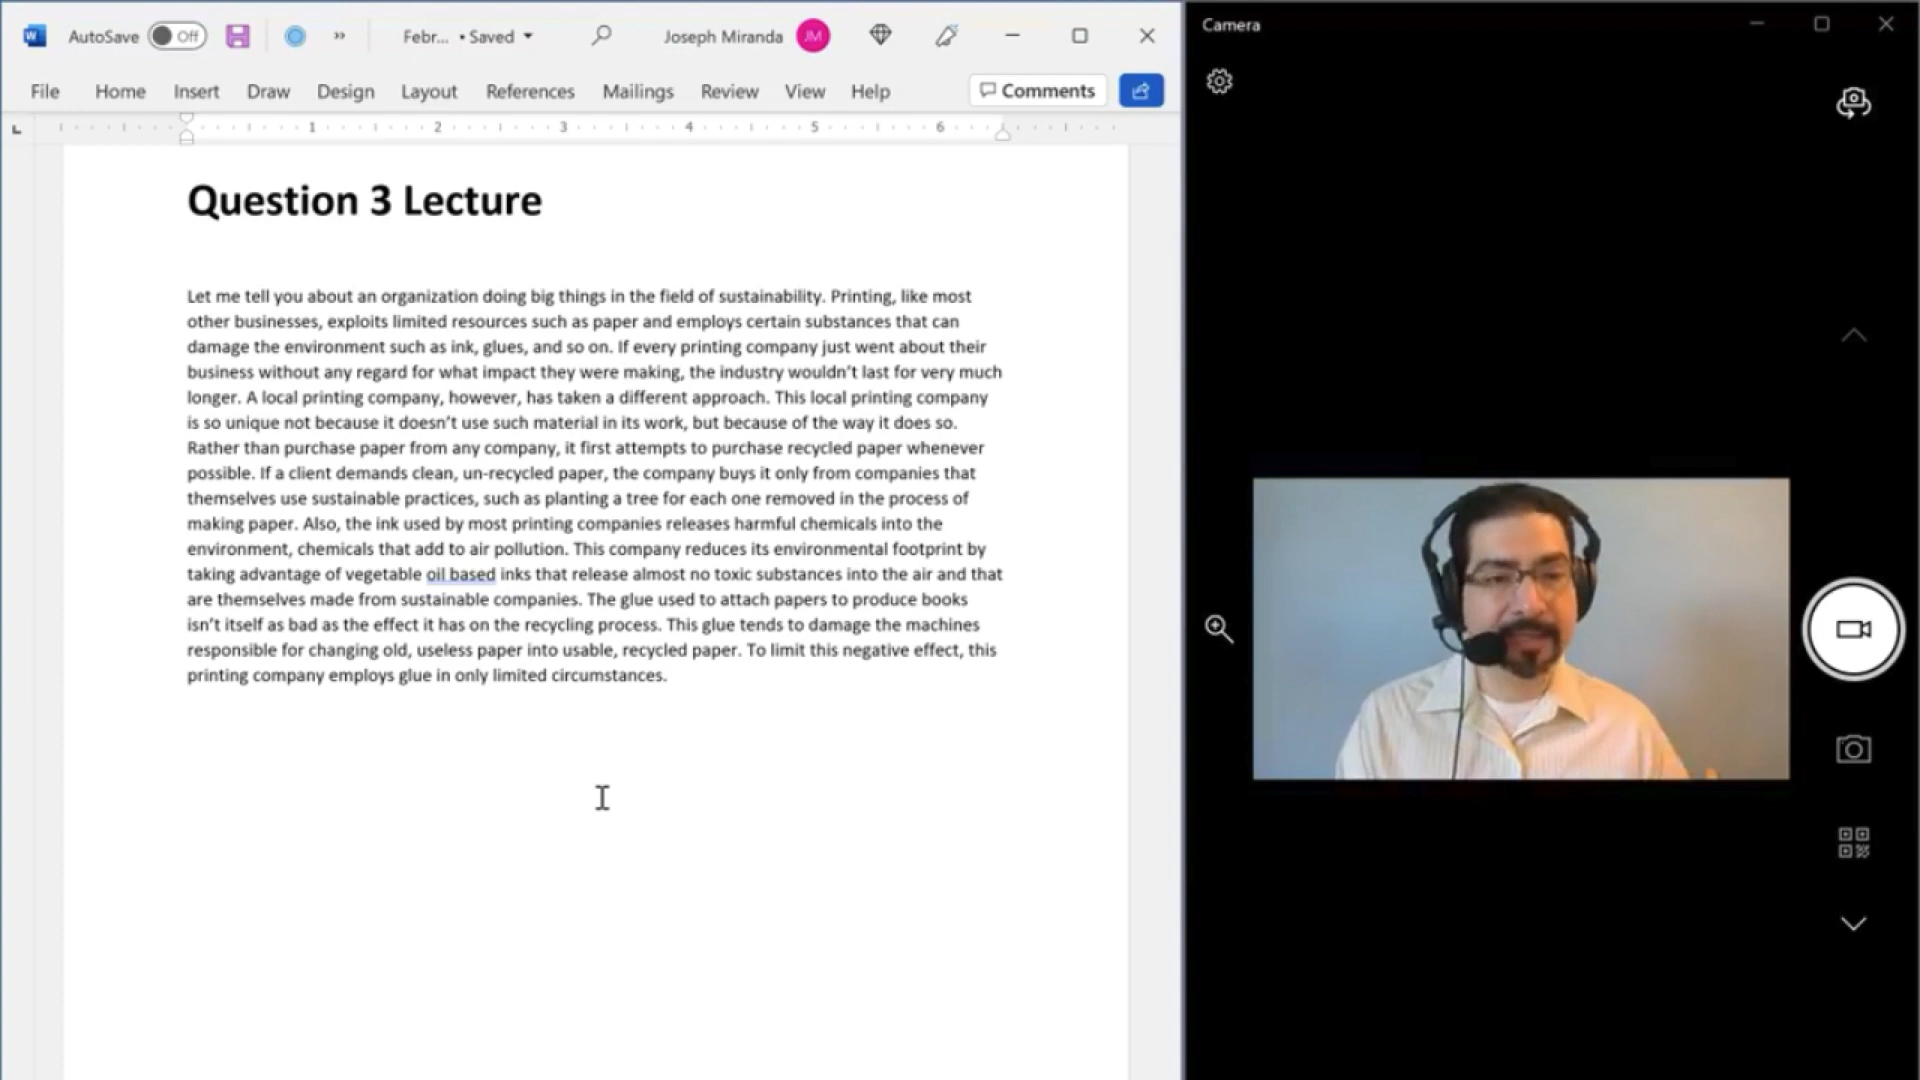 AutoSave Off Febr... • Saved Joseph Miranda JM
File Home Insert Draw Design Layout References Mailings Review View Help Comments
1 2 3 4 5 6
Question 3 Lecture
Let me tell you about an organization doing big things in the field of sustainability. Printing, like most
other businesses, exploits limited resources such as paper and employs certain substances that can
damage the environment such as ink, glues, and so on. If every printing company just went about their
business without any regard for what impact they were making, the industry wouldn't last for very much
longer. A local printing company, however, has taken a different approach. This local printing company
is so unique not because it doesn't use such material in its work, but because of the way it does so.
Rather than purchase paper from any company, it first attempts to purchase recycled paper whenever
possible. If a client demands clean, un-recycled paper, the company buys it only from companies that
themselves use sustainable practices, such as planting a tree for each one removed in the process of
making paper. Also, the ink used by most printing companies releases harmful chemicals into the
environment, chemicals that add to air pollution. This company reduces its environmental footprint by
taking advantage of vegetable oil based inks that release almost no toxic substances into the air and that
are themselves made from sustainable companies. The glue used to attach papers to produce books
isn't itself as bad as the effect it has on the recycling process. This glue tends to damage the machines
responsible for changing old, useless paper into usable, recycled paper. To limit this negative effect, this
printing company employs glue in only limited circumstances.
Camera